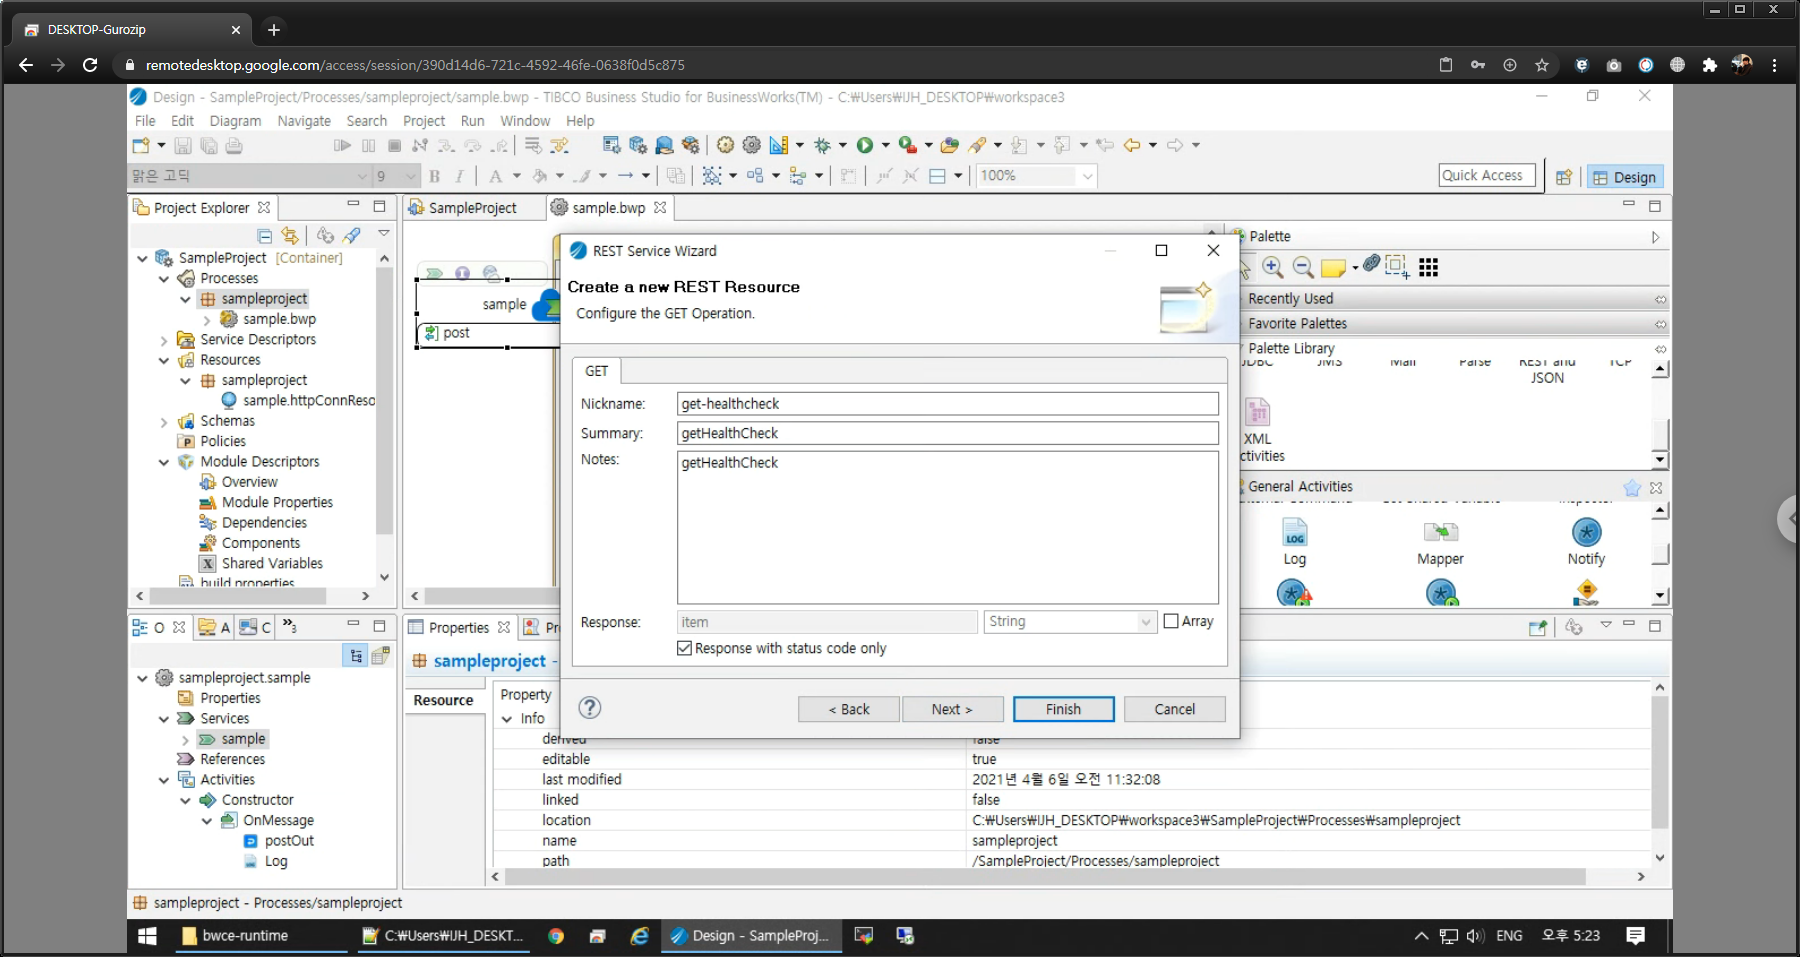 DESKTOP-Gurozip
remotedesktop.google.com/access/session/390d14d6-721c-4592-46fe-0638f0d5c875
Design - SampleProject/Processes/sampleproject/sample.bwp - TIBCO Business Studio for BusinessWorks(TM) - C:₩Users₩IJH_DESKTOP₩workspace3
File Edit Diagram Navigate Search Project Run Window Help
맑은 고딕 9 B I A 100% Quick Access Design
Project Explorer
SampleProject [Container]
Processes
sampleproject
sample.bwp
Service Descriptors
Resources
sampleproject
sample.httpConnReso
Schemas
Policies
Module Descriptors
Overview
Module Properties
Dependencies
Components
Shared Variables
build.properties
SampleProject sample.bwp
sample
post
REST Service Wizard
Create a new REST Resource
Configure the GET Operation.
GET
Nickname: get-healthcheck
Summary: getHealthCheck
Notes: getHealthCheck
Response: item String Array
Response with status code only
< Back Next > Finish Cancel
Palette
Recently Used
Favorite Palettes
Palette Library
JDBC JMS Mail Parse REST and JSON TCP
XML
ctivities
General Activities
Log Mapper Notify
O A C »3
sampleproject.sample
Properties
Services
sample
References
Activities
Constructor
OnMessage
postOut
Log
Properties Pr
sampleproject -
Resource
Property
Info
derived false
editable true
last modified 2021년 4월 6일 오전 11:32:08
linked false
location C:₩Users₩IJH_DESKTOP₩workspace3₩SampleProject₩Processes₩sampleproject
name sampleproject
path /SampleProject/Processes/sampleproject
sampleproject - Processes/sampleproject
bwce-runtime C:₩Users₩IJH_DESKT... Design - SampleProj... ENG 오후 5:23